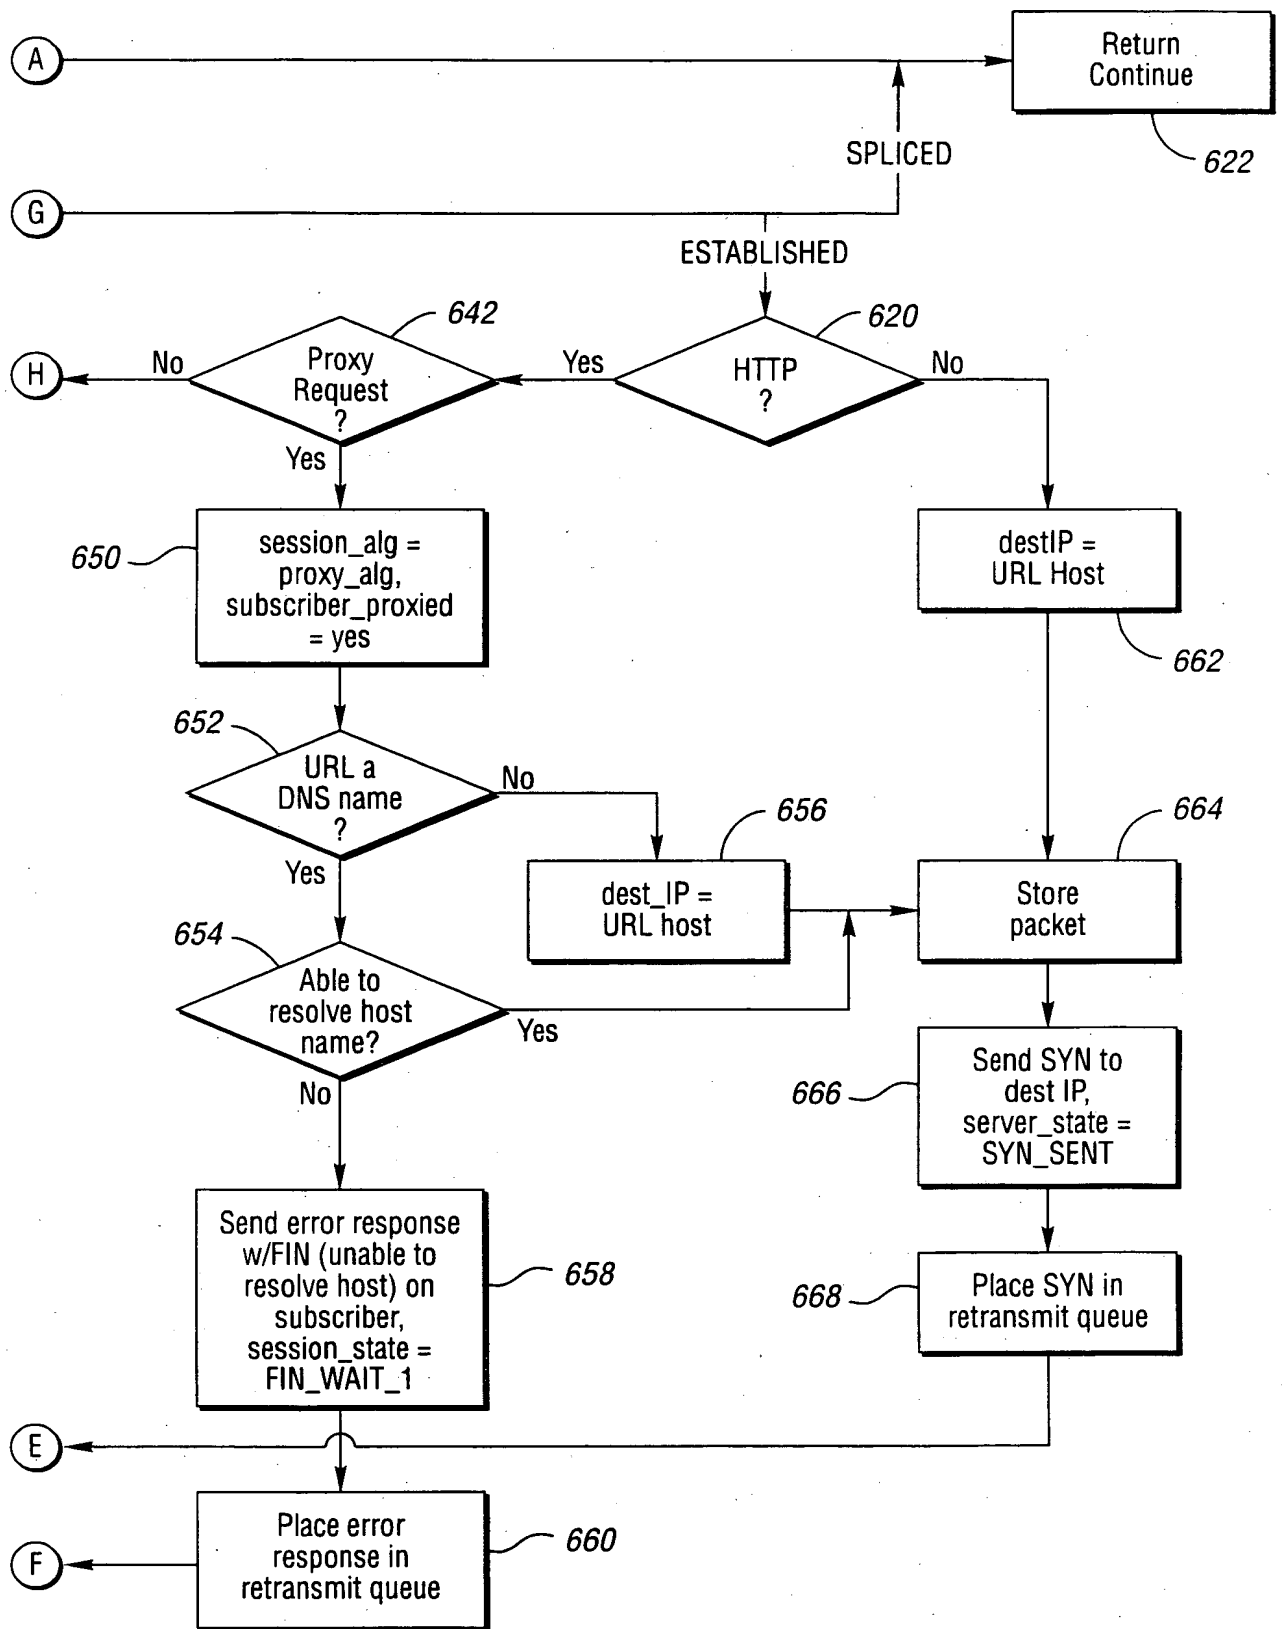 A
Return
Continue
622
SPLICED
G
ESTABLISHED
642
620
H
No
Proxy
Request
?
Yes
HTTP
?
No
Yes
650
session_alg =
proxy_alg,
subscriber_proxied
= yes
destIP =
URL Host
662
652
URL a
DNS name
?
No
Yes
656
dest_IP =
URL host
664
Store
packet
654
Able to
resolve host
name?
Yes
No
666
Send SYN to
dest IP,
server_state =
SYN_SENT
Send error response
w/FIN (unable to
resolve host) on
subscriber,
session_state =
FIN_WAIT_1
658
668
Place SYN in
retransmit queue
E
Place error
response in
retransmit queue
660
F